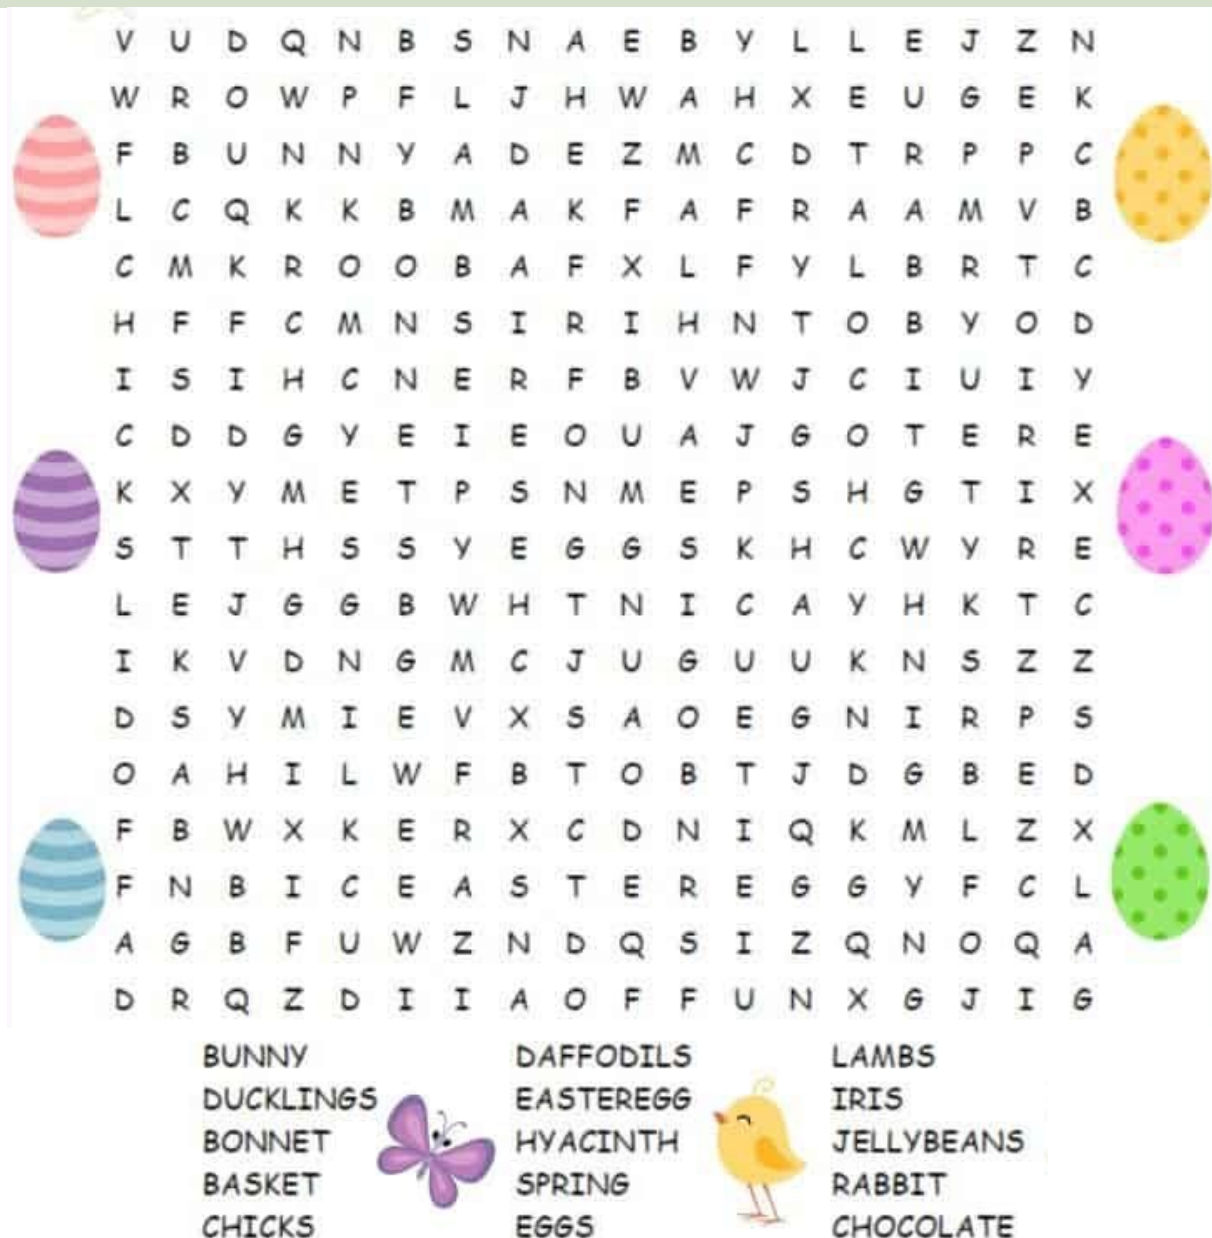 V U D Q N B S N A E B Y L L E J Z N
W R O W P F L J H W A H X E U G E K
F B U N N Y A D E Z M C D T R P P C
L C Q K K B M A K F A F R A A M V B
C M K R O O B A F X L F Y L B R T C
H F F C M N S I R I H N T O B Y O D
I S I H C N E R F B V W J C I U I Y
C D D G Y E I E O U A J G O T E R E
K X Y M E T P S N M E P S H G T I X
S T T H S S Y E G G S K H C W Y R E
L E J G G B W H T N I C A Y H K T C
I K V D N G M C J U G U U K N S Z Z
D S Y M I E V X S A O E G N I R P S
O A H I L W F B T O B T J D G B E D
F B W X K E R X C D N I Q K M L Z X
F N B I C E A S T E R E G G Y F C L
A G B F U W Z N D Q S I Z Q N O Q A
D R Q Z D I I A O F F U N X G J I G
BUNNY DAFFODILS LAMBS
DUCKLINGS EASTEREGG IRIS
BONNET HYACINTH JELLYBEANS
BASKET SPRING RABBIT
CHICKS EGGS CHOCOLATE